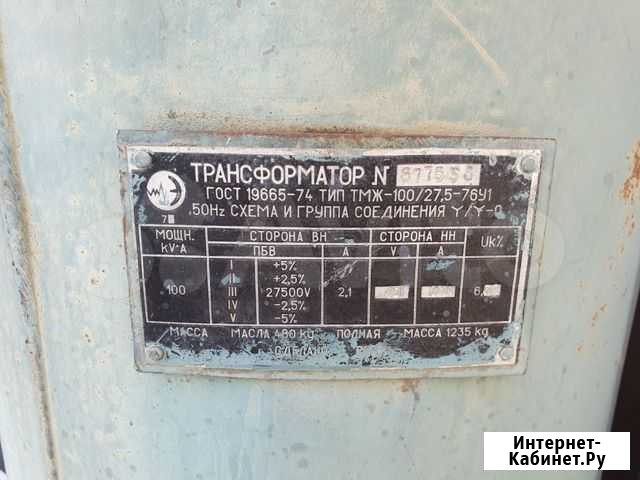 ТРАНСФОРМАТОР N
ГОСТ 19665-74 ТИП ТМЖ-100/27,5-76У1
50Hz СХЕМА И ГРУППА СОЕДИНЕНИЯ Y/Y-0
МОЩН. kV·A СТОРОНА ВН СТОРОНА НН Uk%
ПБВ A V A
I +5%
II +2,5%
100 III 27500V 2,1
IV -2,5%
V -5%
МАССА МАСЛА 480 kg ПОЛНАЯ МАССА 1235 kg
Интернет-
Кабинет.Ру